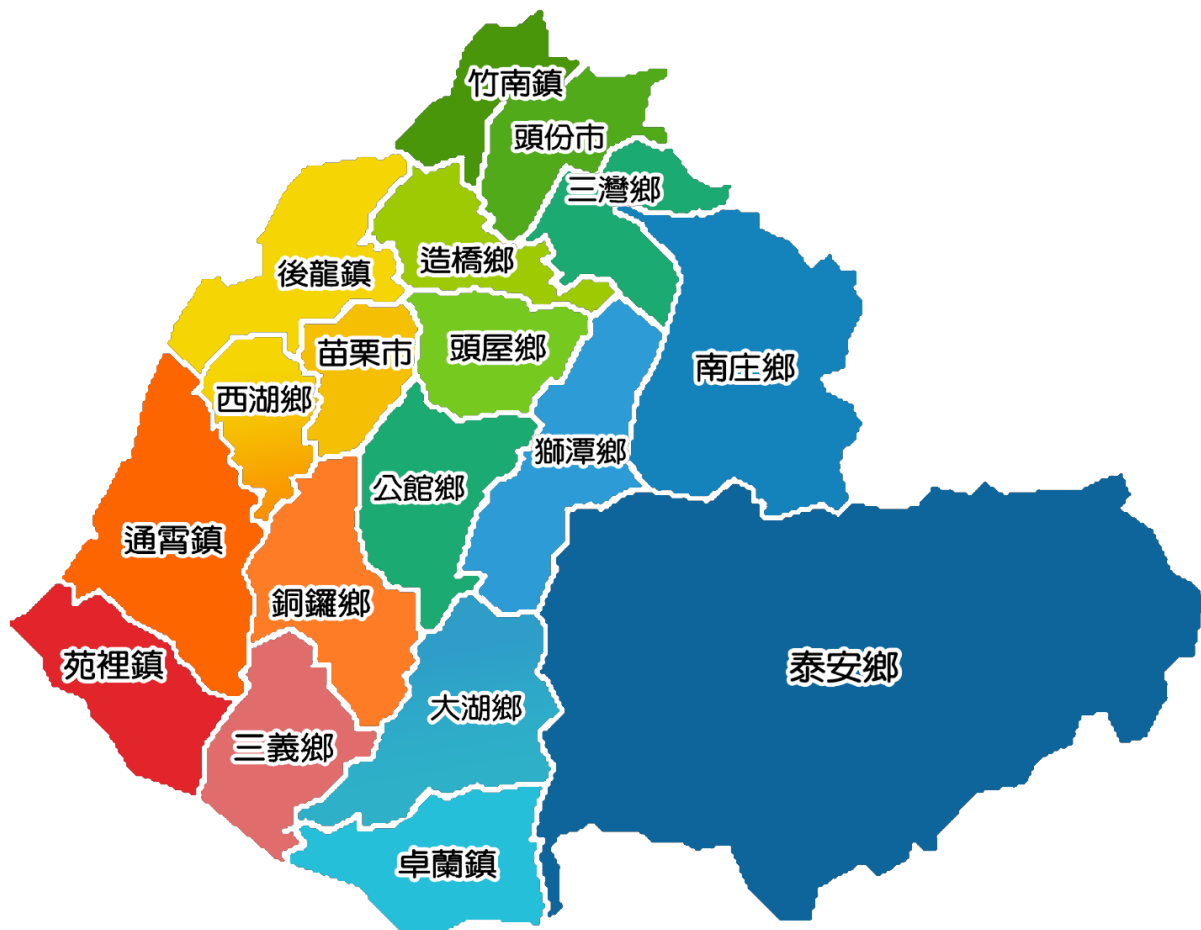 竹南鎮
頭份市
三灣鄉
造橋鄉
後龍鎮
苗栗市
頭屋鄉
南庄鄉
西湖鄉
獅潭鄉
公館鄉
通霄鎮
銅鑼鄉
苑裡鎮
泰安鄉
大湖鄉
三義鄉
卓蘭鎮